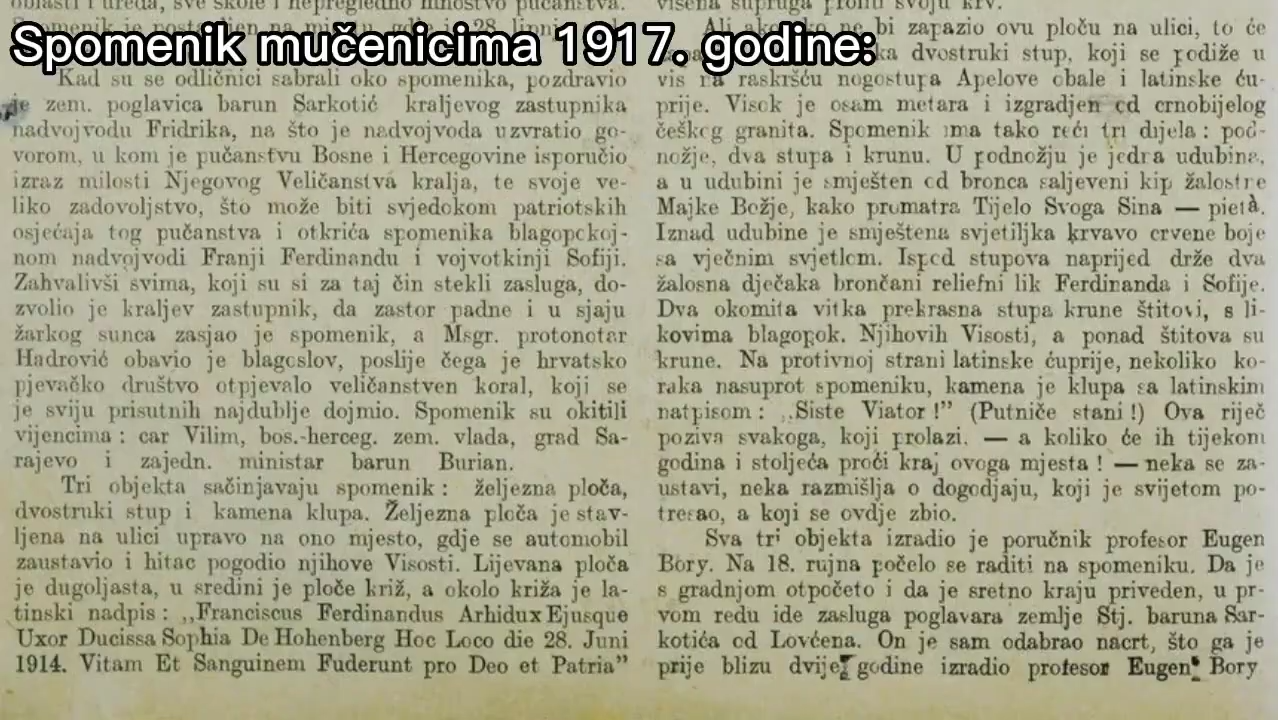 Spomenik mučenicima 1917. godine:
oblasti i ureda, sve škole i nepregledno mnoštvo pučanstva.
28. lipnj
Kad su se odličnici sabrali oko spomenika, pozdravio
je zem. poglavica barun Sarkotić kraljevog zastupnika
nadvojvodu Fridrika, na što je nadvojvoda uzvratio go-
vorom, u kom je pučanstvu Bosne i Hercegovine isporučio
izraz milosti Njegovog Veličanstva kralja, te svoje ve-
liko zadovoljstvo, što može biti svjedokom patriotskih
osjećaja tog pučanstva i otkrića spomenika blagopokoj-
nom nadvojvodi Franji Ferdinandu i vojvotkinji Sofiji.
Zahvalivši svima, koji su si za taj čin stekli zasluga, do-
zvolio je kraljev zastupnik, da zastor padne i u sjaju
žarkog sunca zasjao je spomenik, a Msgr. protonotar
Hadrović obavio je blagoslov, poslije čega je hrvatsko
pjevačko društvo otpjevalo veličanstven koral, koji se
je sviju prisutnih najdublje dojmio. Spomenik su okitili
vijencima : car Vilim, bos.-herceg. zem. vlada, grad Sa-
rajevo i zajedn. ministar barun Burian.
Tri objekta sačinjavaju spomenik : željezna ploča,
dvostruki stup i kamena klupa. Željezna ploča je stav-
ljena na ulici upravo na ono mjesto, gdje se automobil
zaustavio i hitac pogodio njihove Visosti. Lijevana ploča
je dugoljasta, u sredini je ploče križ, a okolo križa je la-
tinski nadpis : ,,Franciscus Ferdinandus Arhidux Ejusque
Uxor Ducissa Sophia De Hohenberg Hoc Loco die 28. Juni
1914. Vitam Et Sanguinem Fuderunt pro Deo et Patria”
višena supruga prolili svoju krv.
Ali ako tko ne bi zapazio ovu ploču na ulici, to će
dvostruki stup, koji se podiže u
vis na raskršću nogostupa Apelove obale i latinske ću-
prije. Visok je osam metara i izgradjen od crnobijelog
češkog granita. Spomenik ima tako reći tri dijela : pod-
nožje, dva stupa i krunu. U podnožju je jedra udubina,
a u udubini je smješten od bronca saljeveni kip žalostre
Majke Božje, kako promatra Tijelo Svoga Sina — pietà.
Iznad udubine je smještena svjetiljka krvavo crvene boje
sa vječnim svjetlom. Ispod stupova naprijed drže dva
žalosna dječaka brončani reliefni lik Ferdinanda i Sofije.
Dva okomita vitka prekrasna stupa krune štitovi, s li-
kovima blagopok. Njihovih Visosti, a ponad štitova su
krune. Na protivnoj strani latinske ćuprije, nekoliko ko-
raka nasuprot spomeniku, kamena je klupa sa latinskim
natpisom : ,,Siste Viator !” (Putniče stani !) Ova riječ
poziva svakoga, koji prolazi. — a koliko će ih tijekom
godina i stoljeća proći kraj ovoga mjesta ! — neka se za-
ustavi, neka razmišlja o dogodjaju, koji je svijetom po-
tresao, a koji se ovdje zbio.
Sva tri objekta izradio je poručnik profesor Eugen
Bory. Na 18. rujna počelo se raditi na spomeniku. Da je
s gradnjom otpočeto i da je sretno kraju priveden, u pr-
vom redu ide zasluga poglavara zemlje Stj. baruna Sar-
kotića od Lovćena. On je sam odabrao nacrt, što ga je
prije blizu dvije godine izradio profesor Eugen Bory